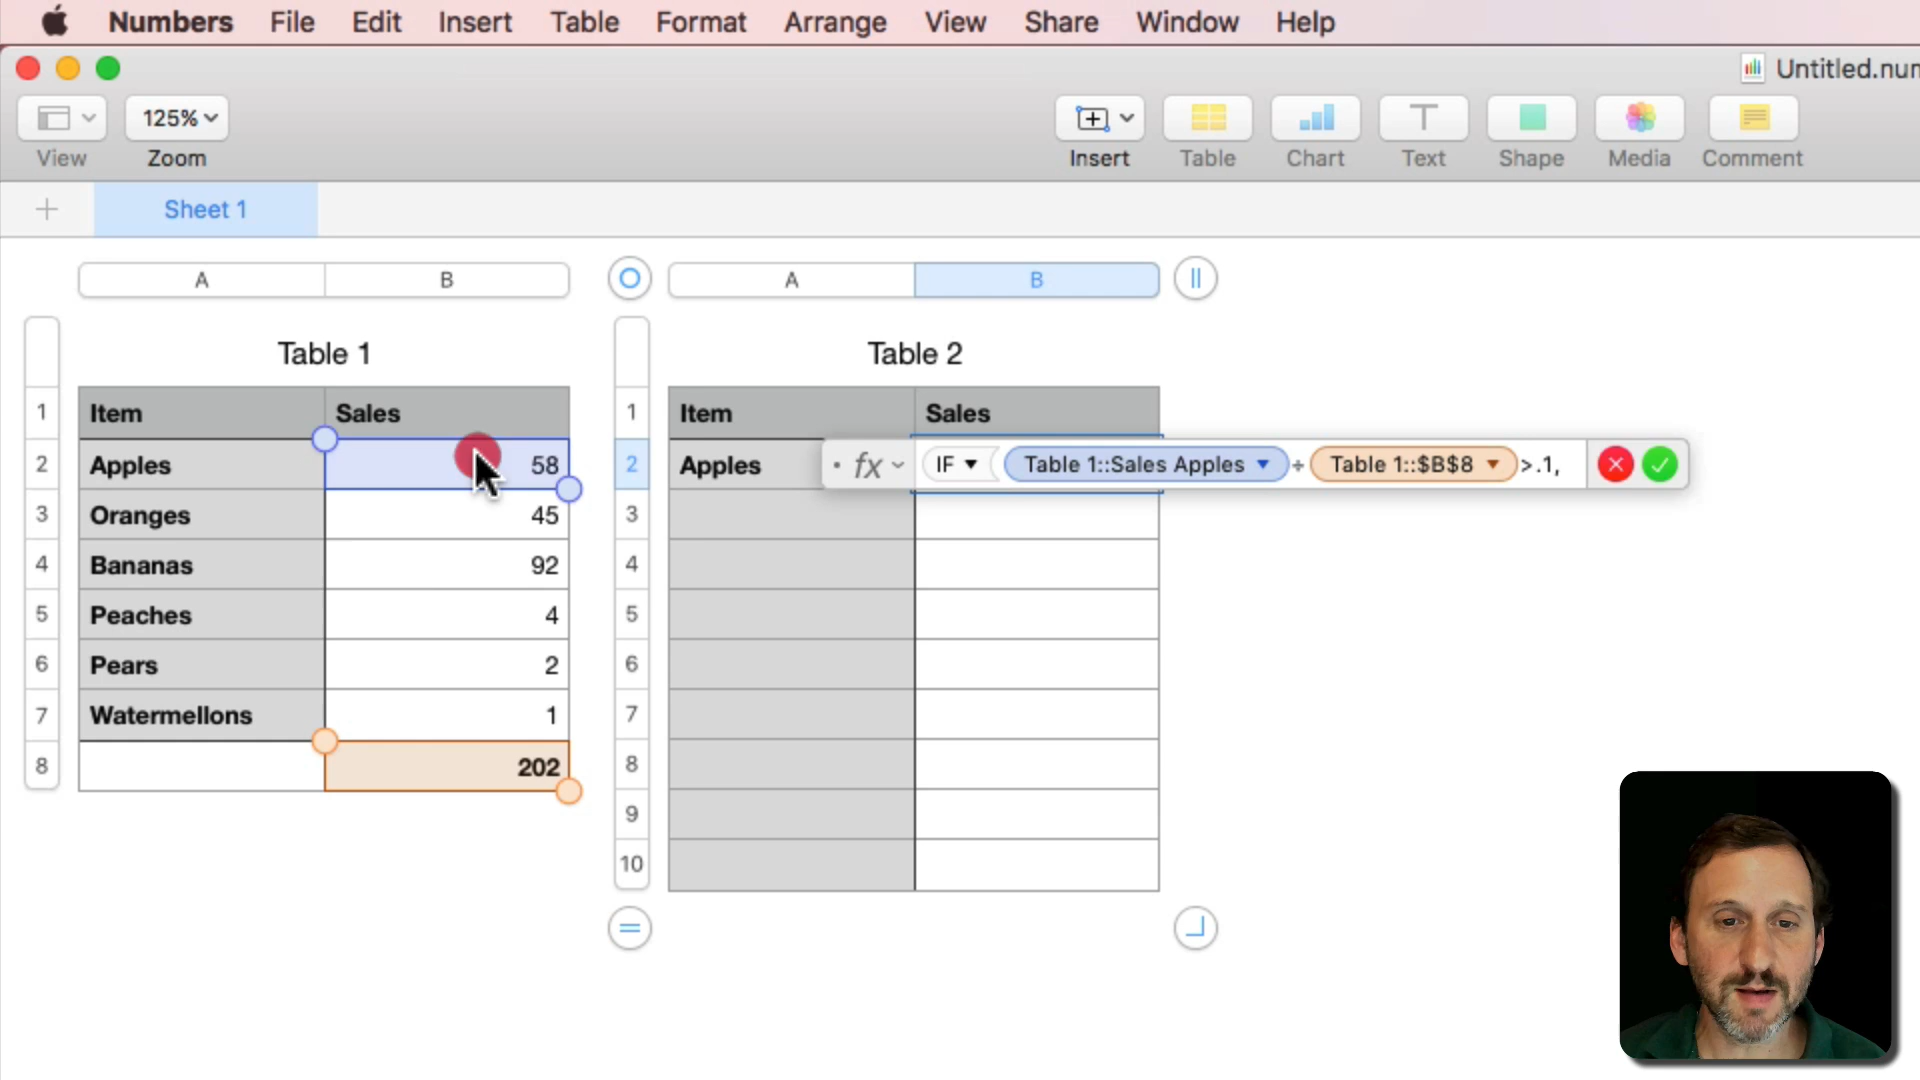 Numbers File Edit Insert Table Format Arrange View Share Window Help
Untitled.num
125%
View Zoom Insert Table Chart Text Shape Media Comment
+ Sheet 1
A B A B
Table 1 Table 2
1 Item Sales 1 Item Sales
2 Apples 58 2 Apples fx IF ( Table 1::Sales Apples ÷ Table 1::$B$8 >.1,
3 Oranges 45 3
4 Bananas 92 4
5 Peaches 4 5
6 Pears 2 6
7 Watermellons 1 7
8 202 8
9
10